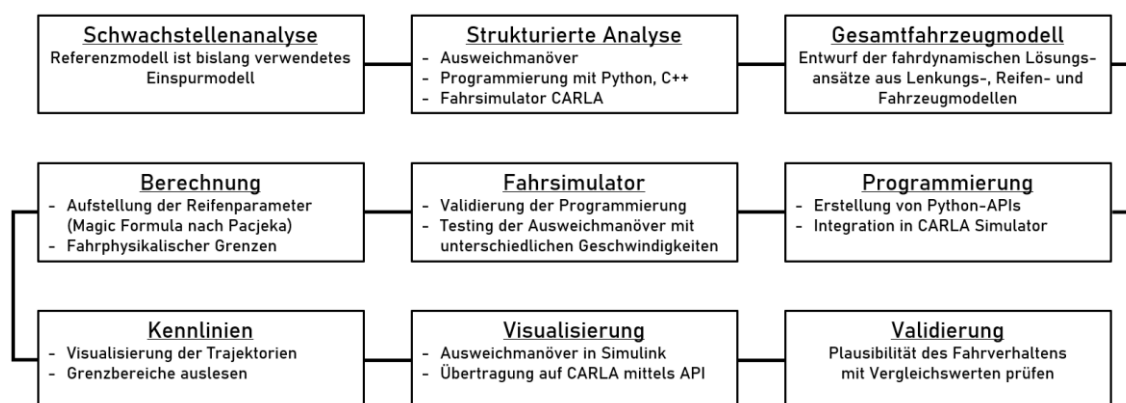 Schwachstellenanalyse
Referenzmodell ist bislang verwendetes
Einspurmodell
Strukturierte Analyse
- Ausweichmanöver
- Programmierung mit Python, C++
- Fahrsimulator CARLA
Gesamtfahrzeugmodell
Entwurf der fahrdynamischen Lösungs-
ansätze aus Lenkungs-, Reifen- und
Fahrzeugmodellen
Berechnung
- Aufstellung der Reifenparameter
(Magic Formula nach Pacjeka)
- Fahrphysikalischer Grenzen
Fahrsimulator
- Validierung der Programmierung
- Testing der Ausweichmanöver mit
unterschiedlichen Geschwindigkeiten
Programmierung
- Erstellung von Python-APIs
- Integration in CARLA Simulator
Kennlinien
- Visualisierung der Trajektorien
- Grenzbereiche auslesen
Visualisierung
- Ausweichmanöver in Simulink
- Übertragung auf CARLA mittels API
Validierung
Plausibilität des Fahrverhaltens
mit Vergleichswerten prüfen